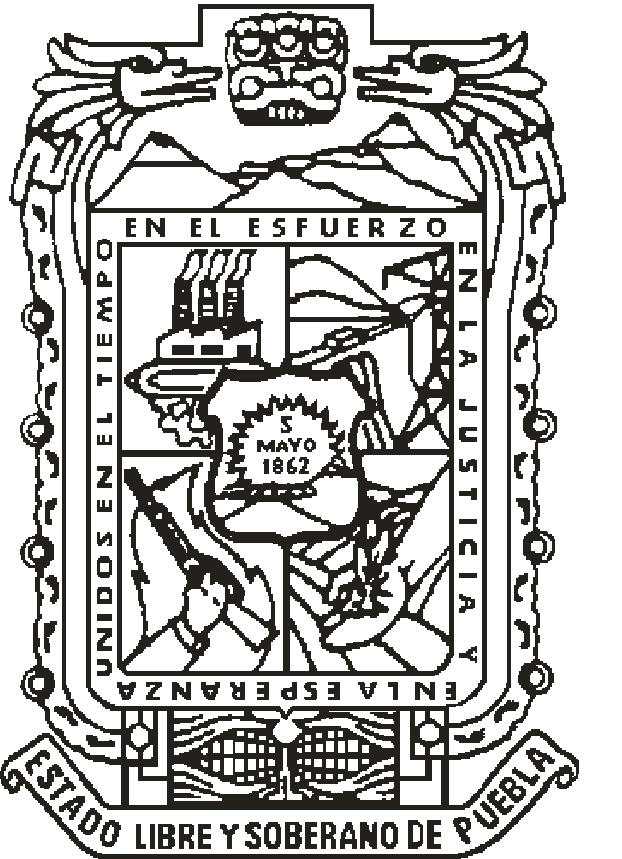 UNIDOS EN EL TIEMPO
EN EL ESFUERZO
EN LA JUSTICIA Y
EN LA ESPERANZA
5
MAYO
1862
ESTADO LIBRE Y SOBERANO DE PUEBLA